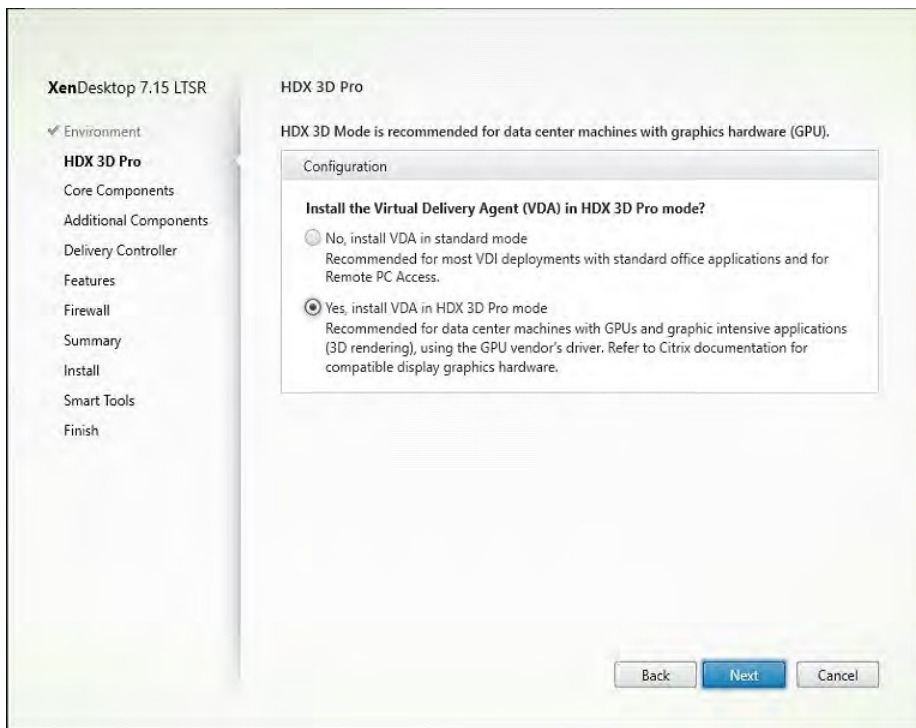 XenDesktop 7.15 LTSR
Environment
HDX 3D Pro
Core Components
Additional Components
Delivery Controller
Features
Firewall
Summary
Install
Smart Tools
Finish
HDX 3D Pro
HDX 3D Mode is recommended for data center machines with graphics hardware (GPU).
Configuration
Install the Virtual Delivery Agent (VDA) in HDX 3D Pro mode?
No, install VDA in standard mode
Recommended for most VDI deployments with standard office applications and for
Remote PC Access.
Yes, install VDA in HDX 3D Pro mode
Recommended for data center machines with GPUs and graphic intensive applications
(3D rendering), using the GPU vendor's driver. Refer to Citrix documentation for
compatible display graphics hardware.
Back
Next
Cancel